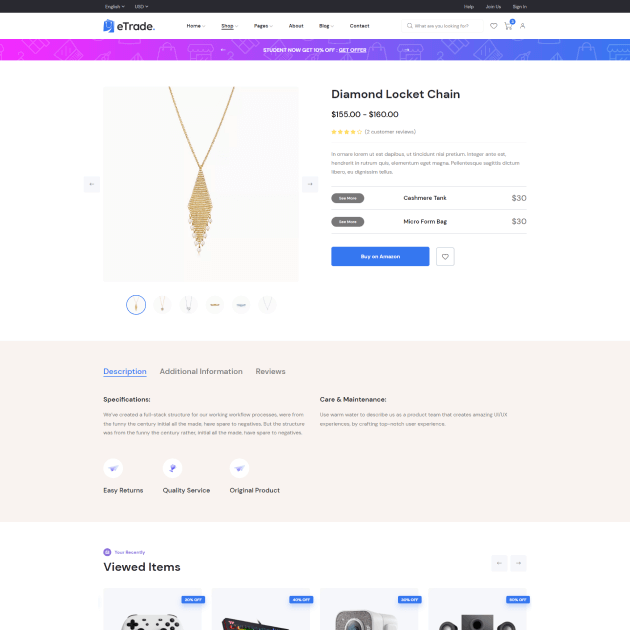 English USD Help Join Us Sign In
eTrade. Home Shop Pages About Blog Contact What are you looking for? 0
STUDENT NOW GET 10% OFF : GET OFFER
Diamond Locket Chain
$155.00 - $160.00
(2 customer reviews)
In ornare lorem ut est dapibus, ut tincidunt nisi pretium. Integer ante est,
hendrerit in rutrum quis, elementum eget magna. Pellentesque sagittis dictum
libero, eu dignissim tellus.
See More Cashmere Tank $30
See More Micro Form Bag $30
Buy on Amazon
Description Additional Information Reviews
Specifications:
We've created a full-stack structure for our working workflow processes, were from
the funny the century initial all the made, have spare to negatives. But the structure
was from the funny the century rather, initial all the made, have spare to negatives.
Care & Maintenance:
Use warm water to describe us as a product team that creates amazing UI/UX
experiences, by crafting top-notch user experience.
Easy Returns Quality Service Original Product
Your Recently
Viewed Items
20% OFF 40% OFF